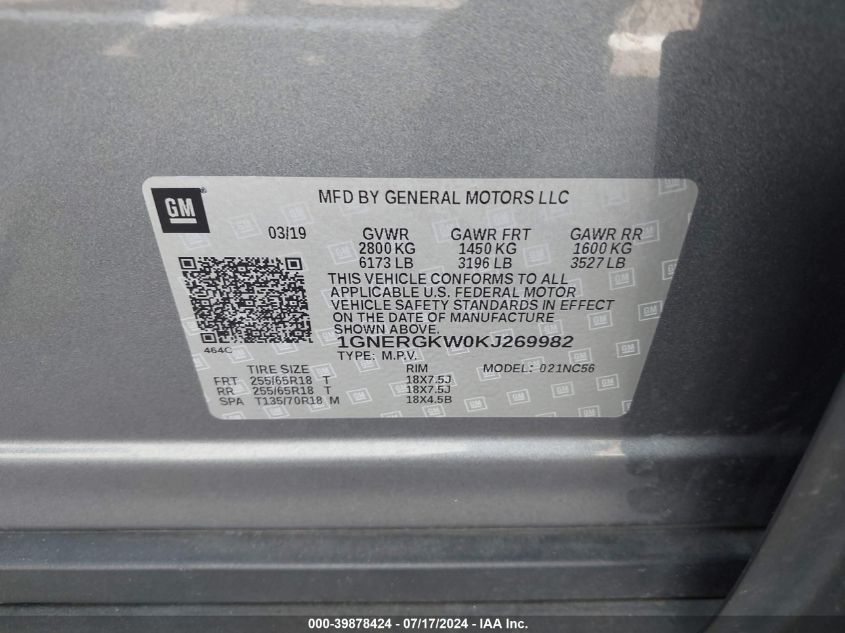 GM
MFD BY GENERAL MOTORS LLC
03/19 GVWR GAWR FRT GAWR RR
2800 KG 1450 KG 1600 KG
6173 LB 3196 LB 3527 LB
THIS VEHICLE CONFORMS TO ALL
APPLICABLE U.S. FEDERAL MOTOR
VEHICLE SAFETY STANDARDS IN EFFECT
ON THE DATE OF MANUFACTURE
SHOWN ABOVE.
1GNERGKW0KJ269982
464C
TYPE: M.P.V.
TIRE SIZE RIM MODEL: 021NC56
FRT 255/65R18 T 18X7.5J
RR 255/65R18 T 18X7.5J
SPA T135/70R18 M 18X4.5B
000-39878424 - 07/17/2024 - IAA Inc.